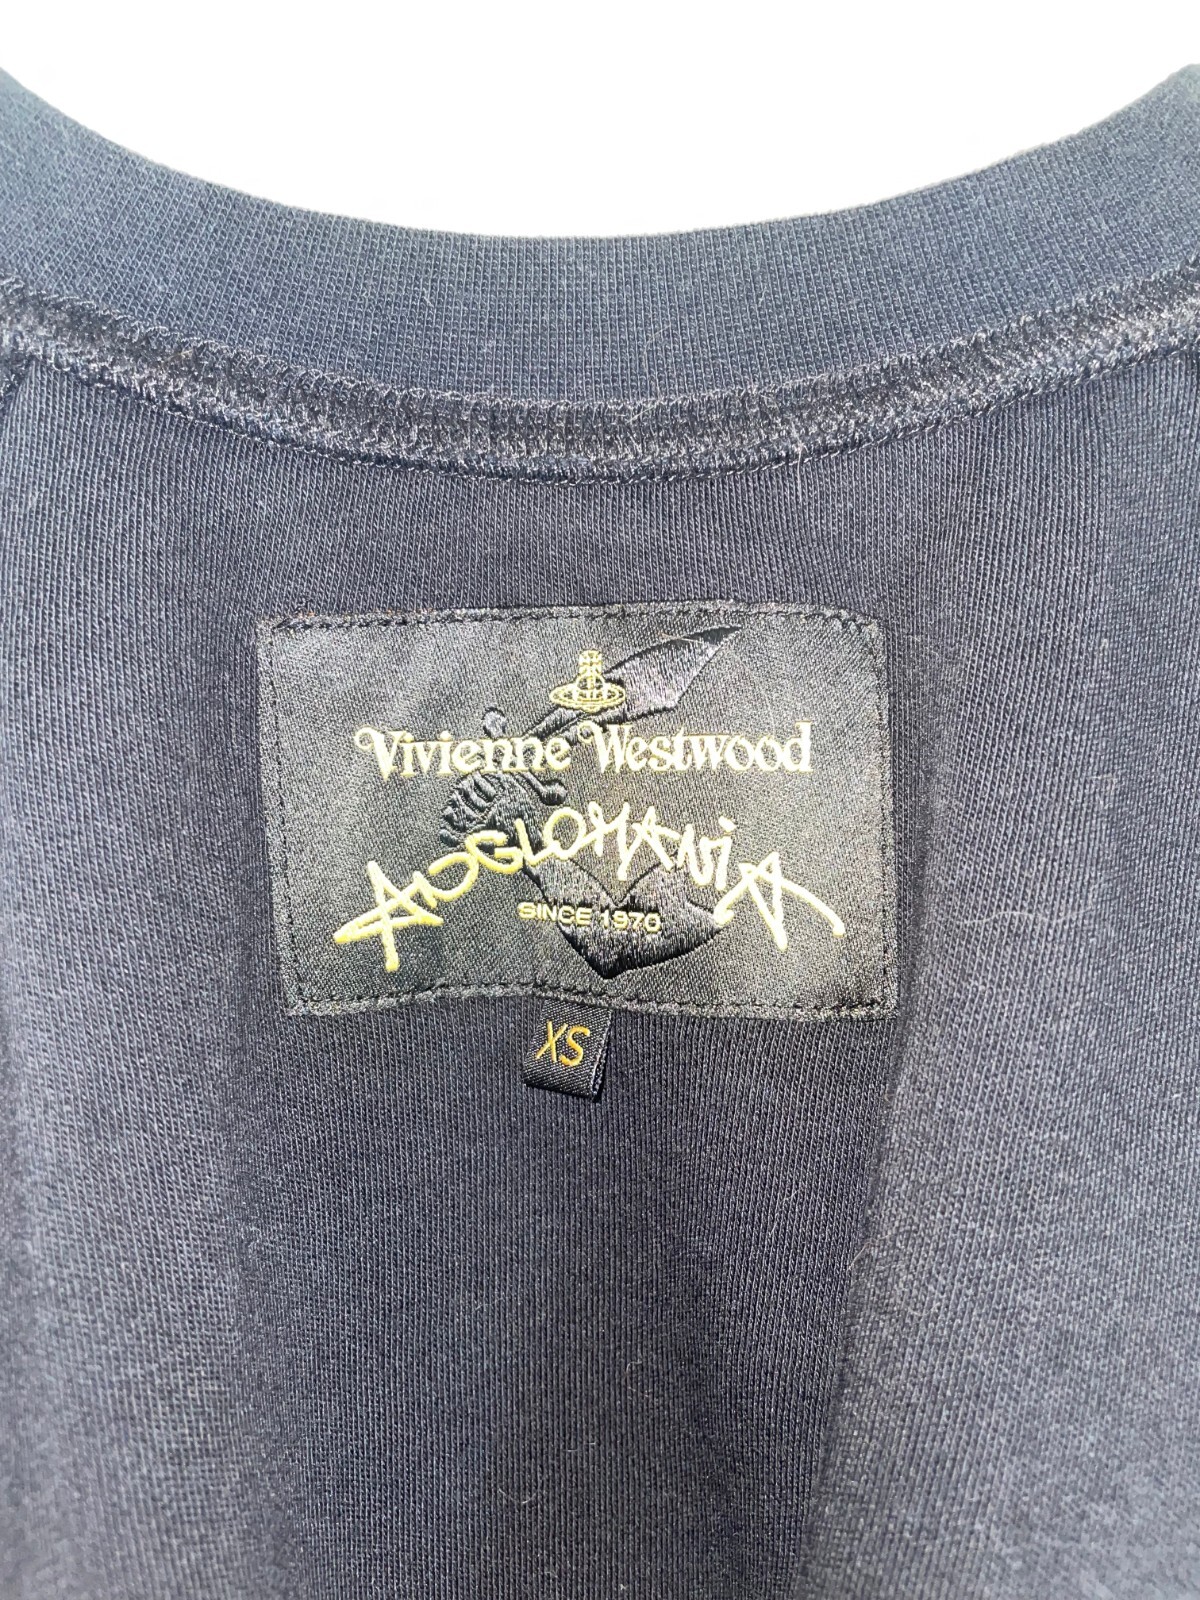 Vivienne Westwood
ANGLOMANiA
SINCE 1970
XS